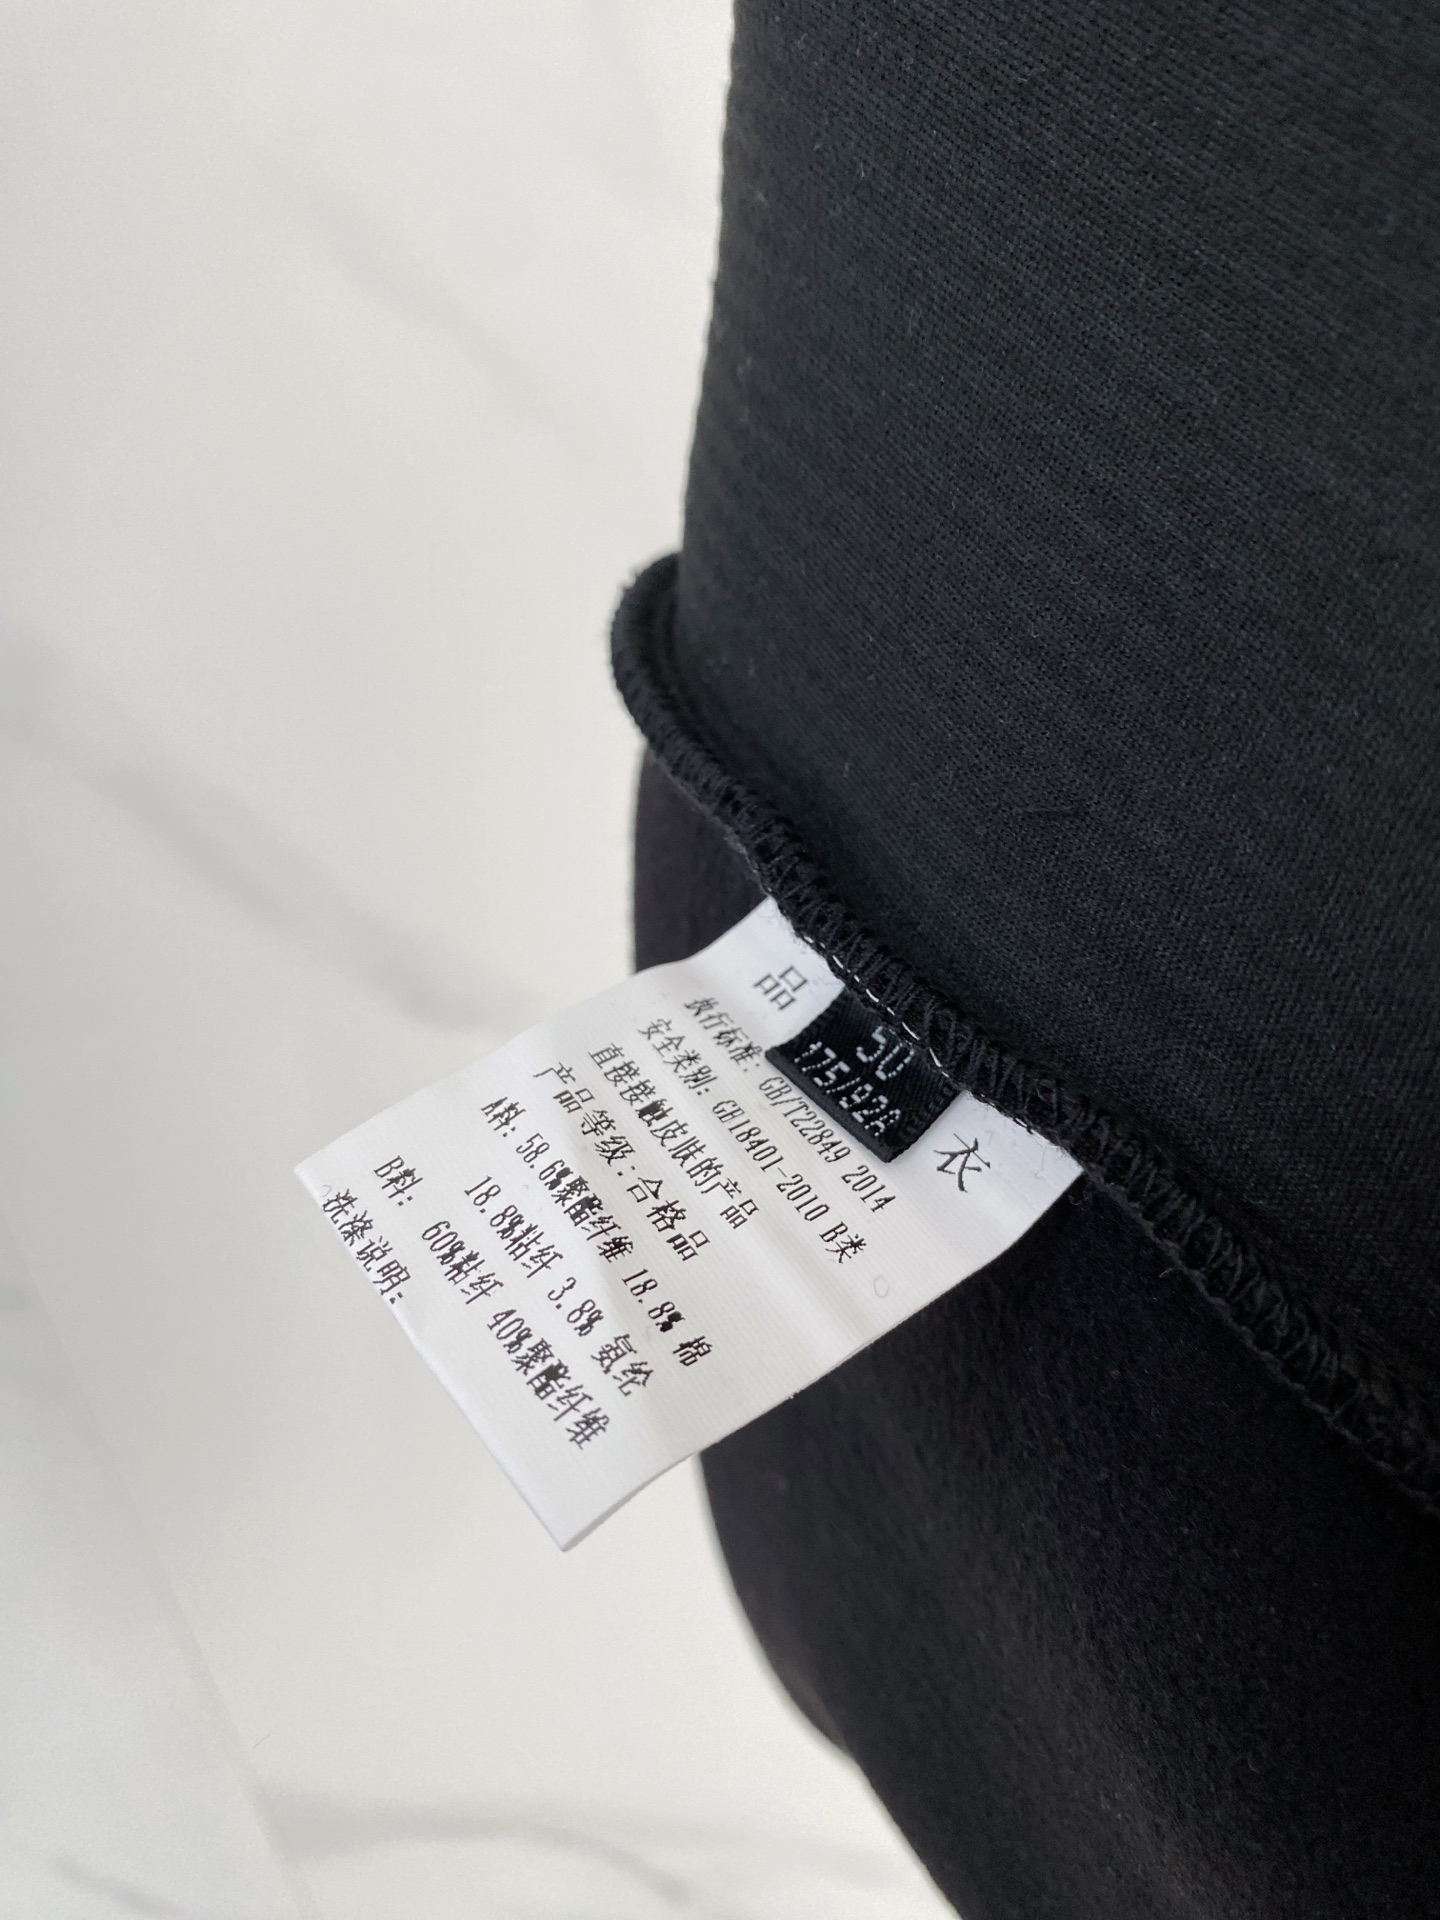 品 衣
50
175/92A
执行标准: GB/T22849 2014
安全类别: GB18401-2010 B类
直接接触皮肤的产品
产品等级:合格品
A料: 58.6%聚酯纤维 18.8% 棉
18.8%粘纤 3.8% 氨纶
B料: 60%粘纤 40%聚酯纤维
洗涤说明: